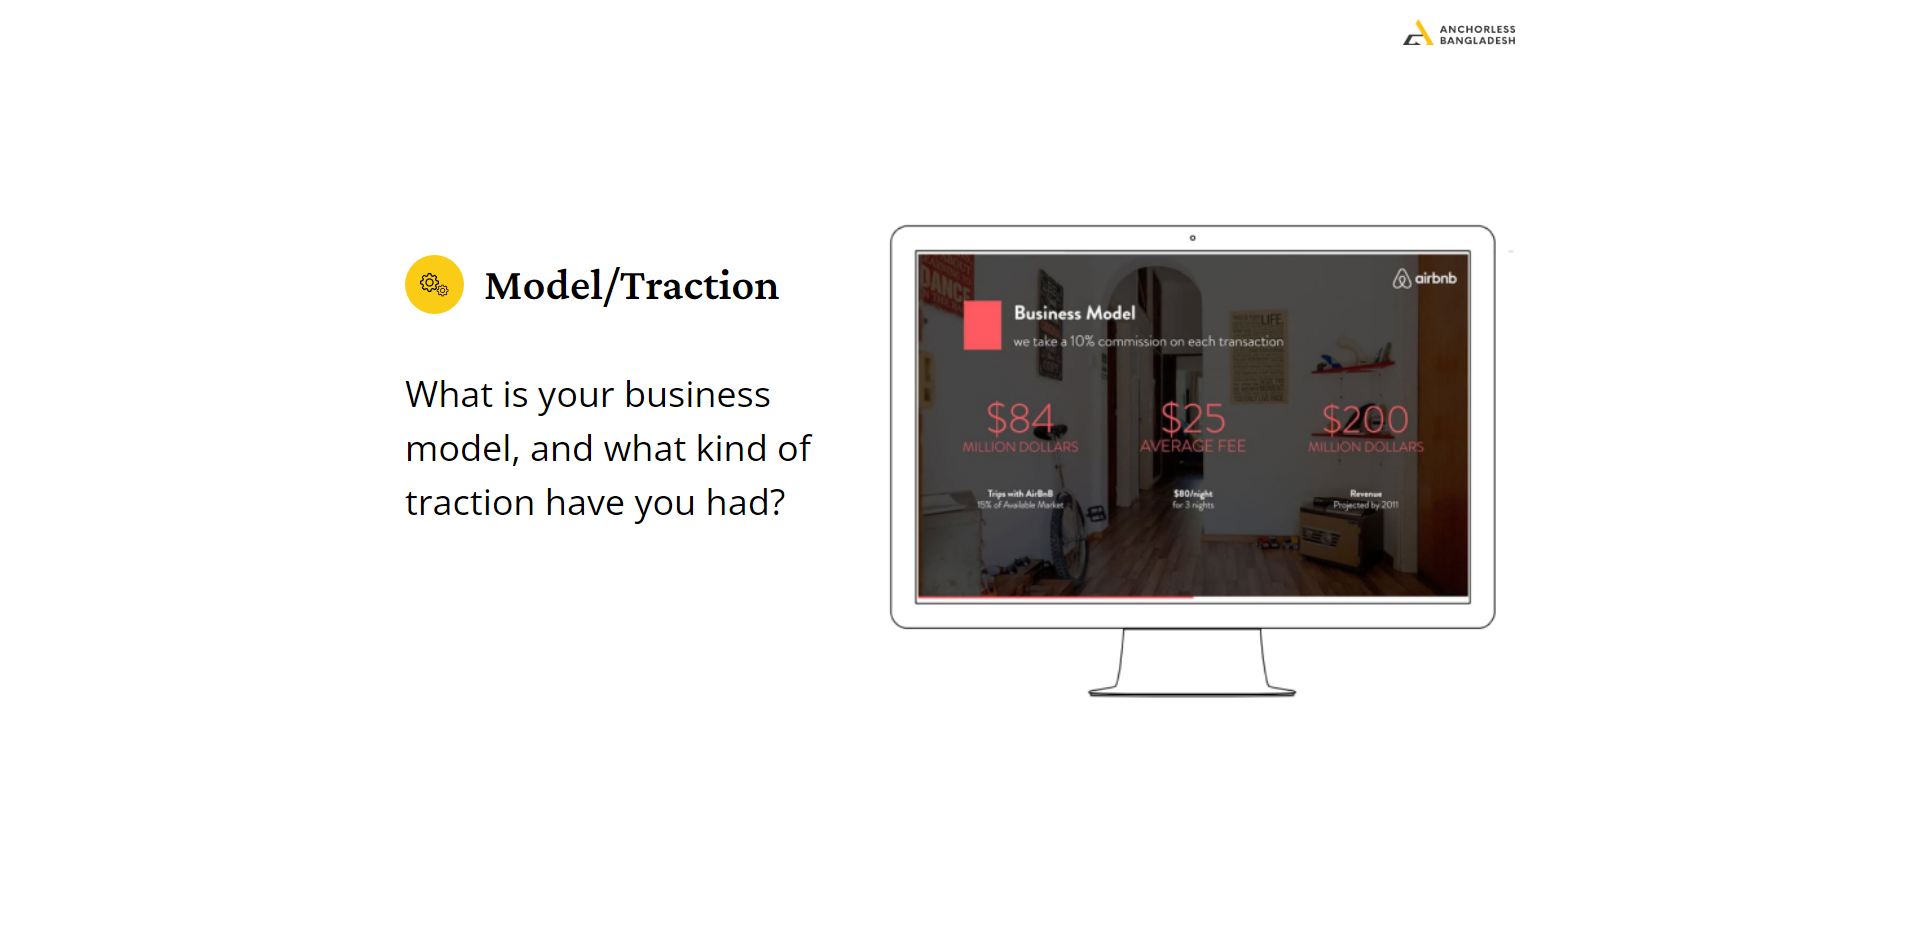 ANCHORLESS
BANGLADESH
Model/Traction
What is your business
model, and what kind of
traction have you had?
airbnb
Business Model
we take a 10% commission on each transaction
$84
MILLION DOLLARS
Trips with AirBnB
15% of Available Market
$25
AVERAGE FEE
$80/night
for 3 nights
$200
MILLION DOLLARS
Revenue
Projected by 2011
DANCE
LIFE.